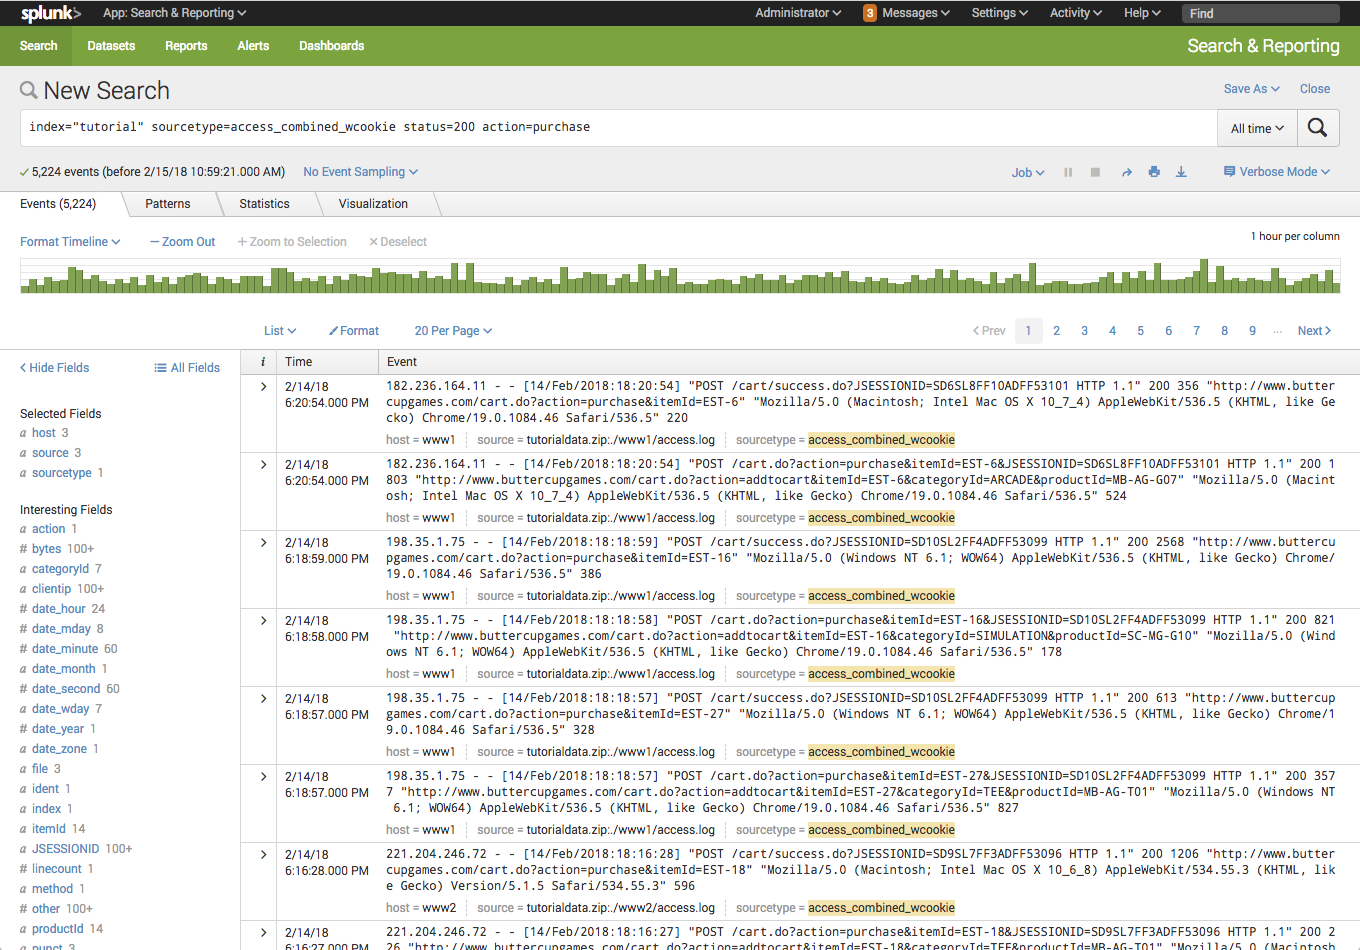 splunk> App: Search & Reporting Administrator 3 Messages Settings Activity Help Find
Search Datasets Reports Alerts Dashboards Search & Reporting
New Search Save As Close
index="tutorial" sourcetype=access_combined_wcookie status=200 action=purchase All time
5,224 events (before 2/15/18 10:59:21.000 AM) No Event Sampling Job Verbose Mode
Events (5,224) Patterns Statistics Visualization
Format Timeline — Zoom Out + Zoom to Selection × Deselect 1 hour per column
List Format 20 Per Page < Prev 1 2 3 4 5 6 7 8 9 ... Next >
< Hide Fields All Fields
Selected Fields
a host 3
a source 3
a sourcetype 1
Interesting Fields
a action 1
# bytes 100+
a categoryId 7
a clientip 100+
# date_hour 24
# date_mday 8
# date_minute 60
a date_month 1
# date_second 60
a date_wday 7
# date_year 1
a date_zone 1
a file 3
a ident 1
a index 1
a itemId 14
a JSESSIONID 100+
# linecount 1
a method 1
# other 100+
a productId 14
a punct 3
i Time Event
2/14/18
6:20:54.000 PM
182.236.164.11 - - [14/Feb/2018:18:20:54] "POST /cart/success.do?JSESSIONID=SD6SL8FF10ADFF53101 HTTP 1.1" 200 356 "http://www.butter
cupgames.com/cart.do?action=purchase&itemId=EST-6" "Mozilla/5.0 (Macintosh; Intel Mac OS X 10_7_4) AppleWebKit/536.5 (KHTML, like Ge
cko) Chrome/19.0.1084.46 Safari/536.5" 220
host = www1 source = tutorialdata.zip:./www1/access.log sourcetype = access_combined_wcookie
2/14/18
6:20:54.000 PM
182.236.164.11 - - [14/Feb/2018:18:20:54] "POST /cart.do?action=purchase&itemId=EST-6&JSESSIONID=SD6SL8FF10ADFF53101 HTTP 1.1" 200 1
803 "http://www.buttercupgames.com/cart.do?action=addtocart&itemId=EST-6&categoryId=ARCADE&productId=MB-AG-G07" "Mozilla/5.0 (Macint
osh; Intel Mac OS X 10_7_4) AppleWebKit/536.5 (KHTML, like Gecko) Chrome/19.0.1084.46 Safari/536.5" 524
host = www1 source = tutorialdata.zip:./www1/access.log sourcetype = access_combined_wcookie
2/14/18
6:18:59.000 PM
198.35.1.75 - - [14/Feb/2018:18:18:59] "POST /cart/success.do?JSESSIONID=SD10SL2FF4ADFF53099 HTTP 1.1" 200 2568 "http://www.buttercu
pgames.com/cart.do?action=purchase&itemId=EST-16" "Mozilla/5.0 (Windows NT 6.1; WOW64) AppleWebKit/536.5 (KHTML, like Gecko) Chrome/
19.0.1084.46 Safari/536.5" 386
host = www1 source = tutorialdata.zip:./www1/access.log sourcetype = access_combined_wcookie
2/14/18
6:18:58.000 PM
198.35.1.75 - - [14/Feb/2018:18:18:58] "POST /cart.do?action=purchase&itemId=EST-16&JSESSIONID=SD10SL2FF4ADFF53099 HTTP 1.1" 200 821
"http://www.buttercupgames.com/cart.do?action=addtocart&itemId=EST-16&categoryId=SIMULATION&productId=SC-MG-G10" "Mozilla/5.0 (Wind
ows NT 6.1; WOW64) AppleWebKit/536.5 (KHTML, like Gecko) Chrome/19.0.1084.46 Safari/536.5" 178
host = www1 source = tutorialdata.zip:./www1/access.log sourcetype = access_combined_wcookie
2/14/18
6:18:57.000 PM
198.35.1.75 - - [14/Feb/2018:18:18:57] "POST /cart/success.do?JSESSIONID=SD10SL2FF4ADFF53099 HTTP 1.1" 200 613 "http://www.buttercup
games.com/cart.do?action=purchase&itemId=EST-27" "Mozilla/5.0 (Windows NT 6.1; WOW64) AppleWebKit/536.5 (KHTML, like Gecko) Chrome/1
9.0.1084.46 Safari/536.5" 328
host = www1 source = tutorialdata.zip:./www1/access.log sourcetype = access_combined_wcookie
2/14/18
6:18:57.000 PM
198.35.1.75 - - [14/Feb/2018:18:18:57] "POST /cart.do?action=purchase&itemId=EST-27&JSESSIONID=SD10SL2FF4ADFF53099 HTTP 1.1" 200 357
7 "http://www.buttercupgames.com/cart.do?action=addtocart&itemId=EST-27&categoryId=TEE&productId=MB-AG-T01" "Mozilla/5.0 (Windows NT
6.1; WOW64) AppleWebKit/536.5 (KHTML, like Gecko) Chrome/19.0.1084.46 Safari/536.5" 827
host = www1 source = tutorialdata.zip:./www1/access.log sourcetype = access_combined_wcookie
2/14/18
6:16:28.000 PM
221.204.246.72 - - [14/Feb/2018:18:16:28] "POST /cart/success.do?JSESSIONID=SD9SL7FF3ADFF53096 HTTP 1.1" 200 1206 "http://www.butter
cupgames.com/cart.do?action=purchase&itemId=EST-18" "Mozilla/5.0 (Macintosh; Intel Mac OS X 10_6_8) AppleWebKit/534.55.3 (KHTML, lik
e Gecko) Version/5.1.5 Safari/534.55.3" 596
host = www2 source = tutorialdata.zip:./www2/access.log sourcetype = access_combined_wcookie
2/14/18
6:16:27.000 PM
221.204.246.72 - - [14/Feb/2018:18:16:27] "POST /cart.do?action=purchase&itemId=EST-18&JSESSIONID=SD9SL7FF3ADFF53096 HTTP 1.1" 200 2
26 "http://www.buttercupgames.com/cart.do?action=addtocart&itemId=EST-18&categoryId=TEE&productId=MB-AG-T01" "Mozilla/5.0 (Macintosh